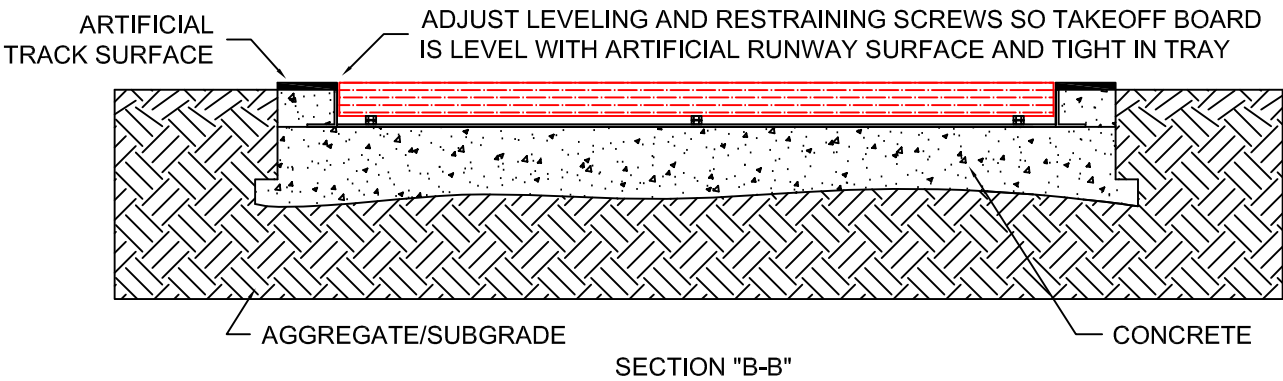 ARTIFICIAL
TRACK SURFACE
ADJUST LEVELING AND RESTRAINING SCREWS SO TAKEOFF BOARD
IS LEVEL WITH ARTIFICIAL RUNWAY SURFACE AND TIGHT IN TRAY
AGGREGATE/SUBGRADE
CONCRETE
SECTION "B-B"